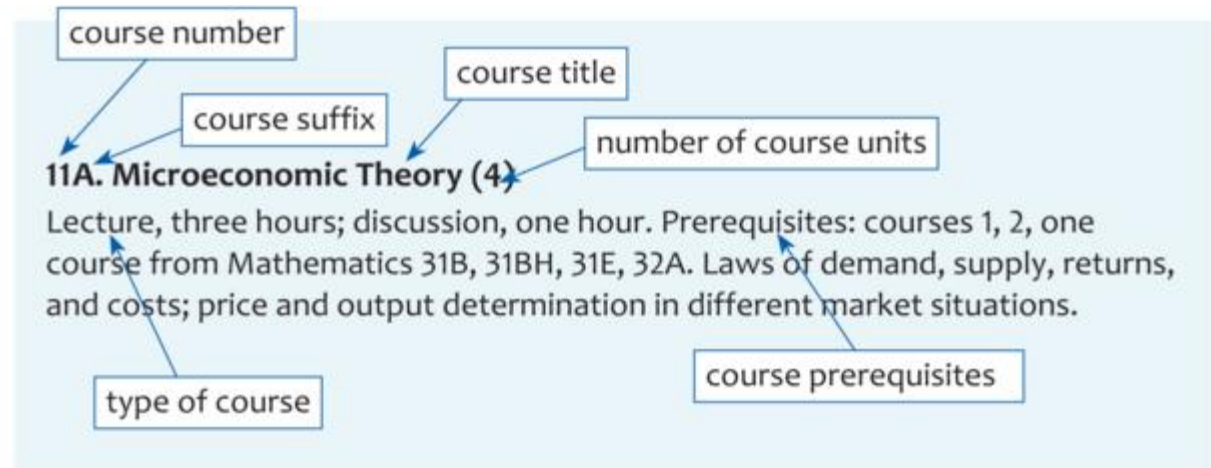 course number
course title
course suffix
number of course units
11A. Microeconomic Theory (4)
Lecture, three hours; discussion, one hour. Prerequisites: courses 1, 2, one
course from Mathematics 31B, 31BH, 31E, 32A. Laws of demand, supply, returns,
and costs; price and output determination in different market situations.
course prerequisites
type of course